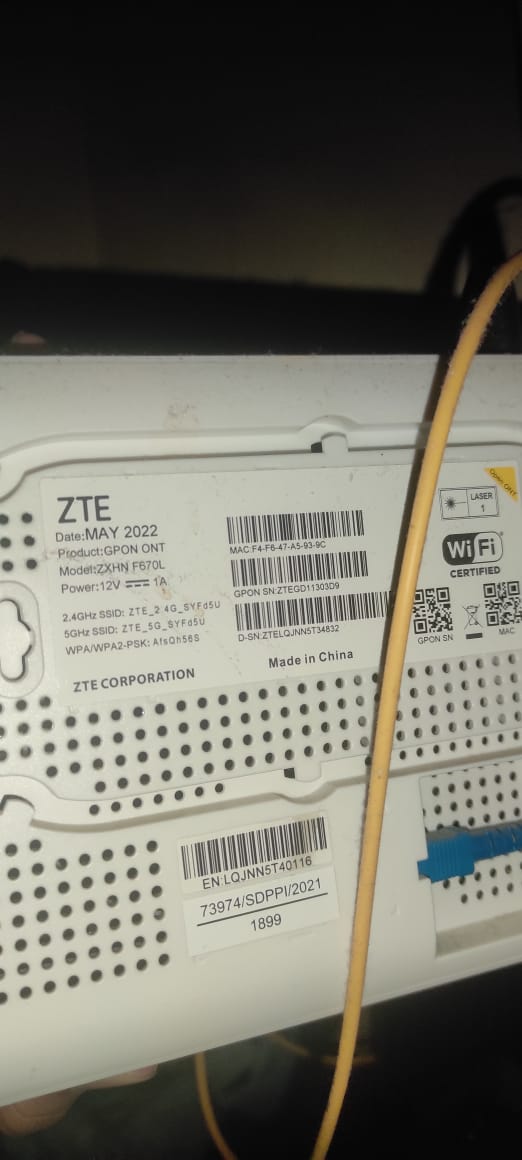 ZTE
Date:MAY 2022
Product:GPON ONT
Model:ZXHN F670L
Power:12V 1A
2.4GHz SSID: ZTE_2.4G_SYFd5U
5GHz SSID: ZTE_5G_SYFd5U
WPA/WPA2-PSK: AfsQh56S
ZTE CORPORATION
MAC:F4-F6-47-A5-93-9C
GPON SN:ZTEGD11303D9
D-SN:ZTELQJNN5T34832
Made in China
Open ONT
LASER
1
WiFi
CERTIFIED
GPON SN
MAC
EN:LQJNN5T40116
73974/SDPPI/2021
1899